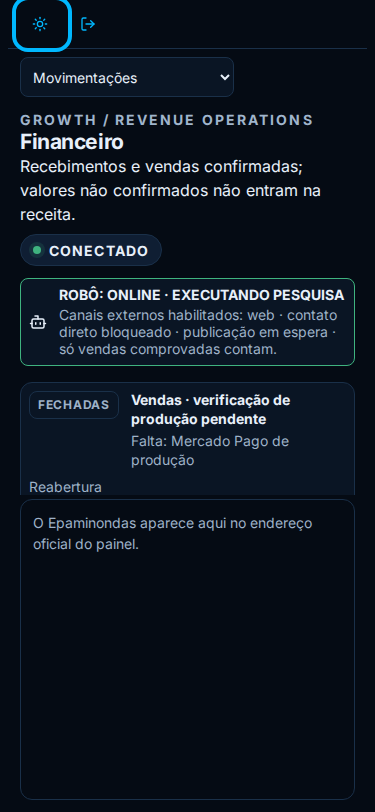 Movimentações
GROWTH / REVENUE OPERATIONS
Financeiro
Recebimentos e vendas confirmadas;
valores não confirmados não entram na
receita.
CONECTADO
ROBÔ: ONLINE · EXECUTANDO PESQUISA
Canais externos habilitados: web · contato
direto bloqueado · publicação em espera ·
só vendas comprovadas contam.
FECHADAS
Vendas · verificação de
produção pendente
Falta: Mercado Pago de
produção
Reabertura
O Epaminondas aparece aqui no endereço
oficial do painel.